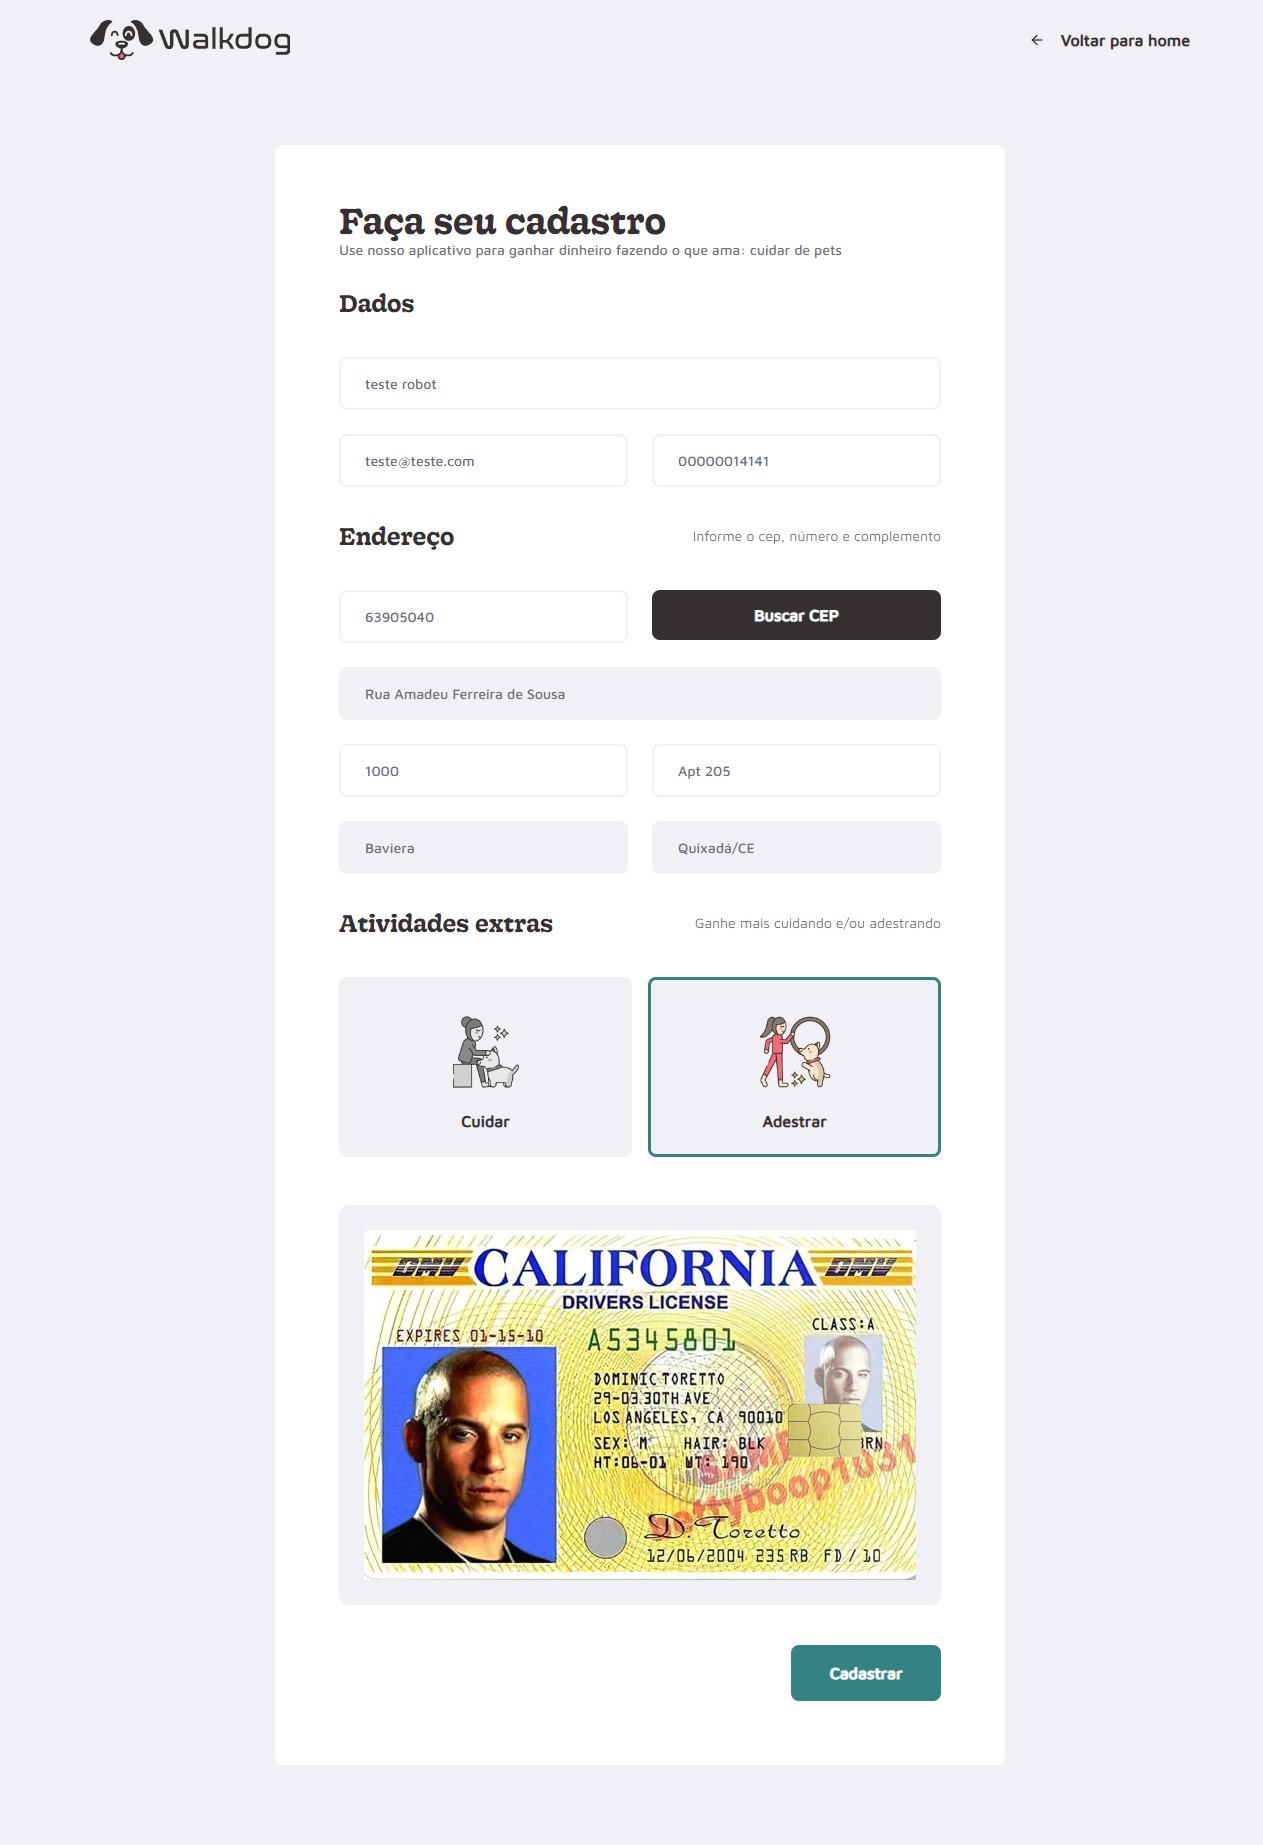 Walkdog
Voltar para home
Faça seu cadastro
Use nosso aplicativo para ganhar dinheiro fazendo o que ama: cuidar de pets
Dados
teste robot
teste@teste.com
00000014141
Endereço
Informe o cep, número e complemento
63905040
Buscar CEP
Rua Amadeu Ferreira de Sousa
1000
Apt 205
Baviera
Quixadá/CE
Atividades extras
Ganhe mais cuidando e/ou adestrando
Cuidar
Adestrar
DMV CALIFORNIA DMV
DRIVERS LICENSE
CLASS:A
EXPIRES 01-15-10
A5345801
DOMINIC TORETTO
29-03.30TH AVE
LOS ANGELES, CA 90010
SEX: M HAIR: BLK BRN
HT:06-01 WT: 190
D. Toretto
12/06/2004 235 RB FD / 10
Cadastrar